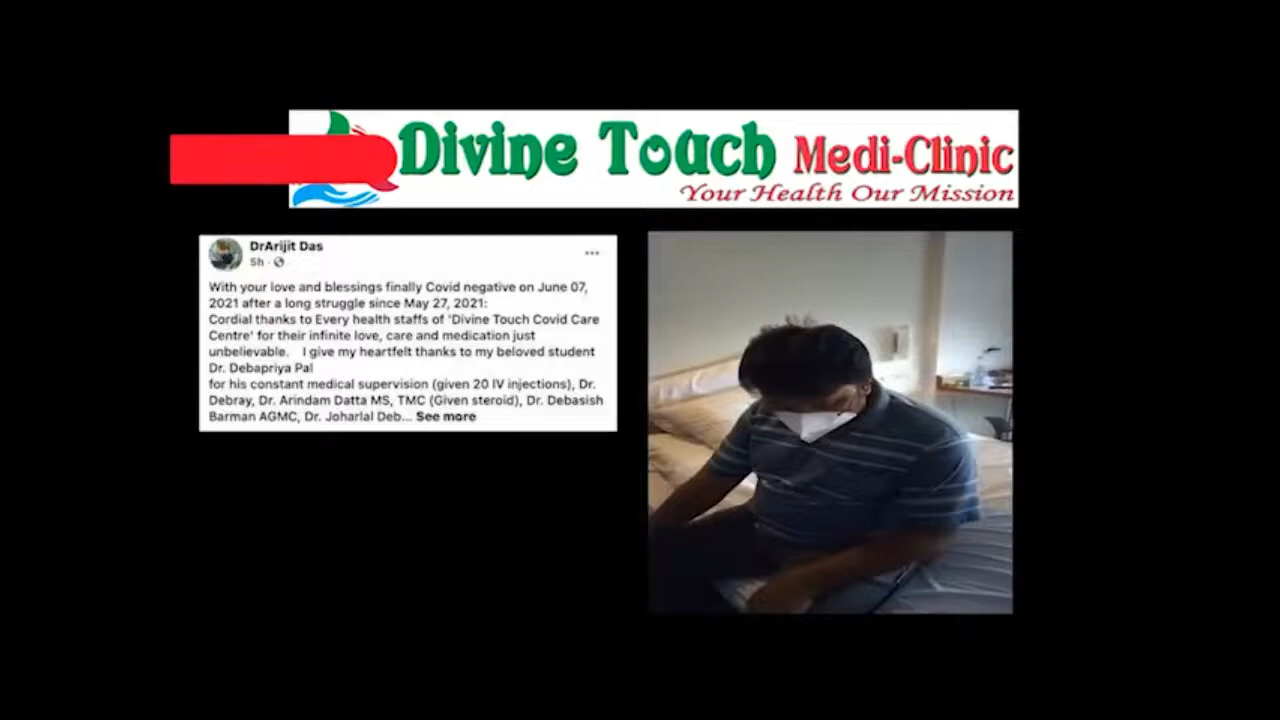 Divine Touch Medi-Clinic
Your Health Our Mission
DrArijit Das
5h ·
With your love and blessings finally Covid negative on June 07,
2021 after a long struggle since May 27, 2021:
Cordial thanks to Every health staffs of 'Divine Touch Covid Care
Centre' for their infinite love, care and medication just
unbelievable. I give my heartfelt thanks to my beloved student
Dr. Debapriya Pal
for his constant medical supervision (given 20 IV injections), Dr.
Debray, Dr. Arindam Datta MS, TMC (Given steroid), Dr. Debasish
Barman AGMC, Dr. Joharlal Deb... See more